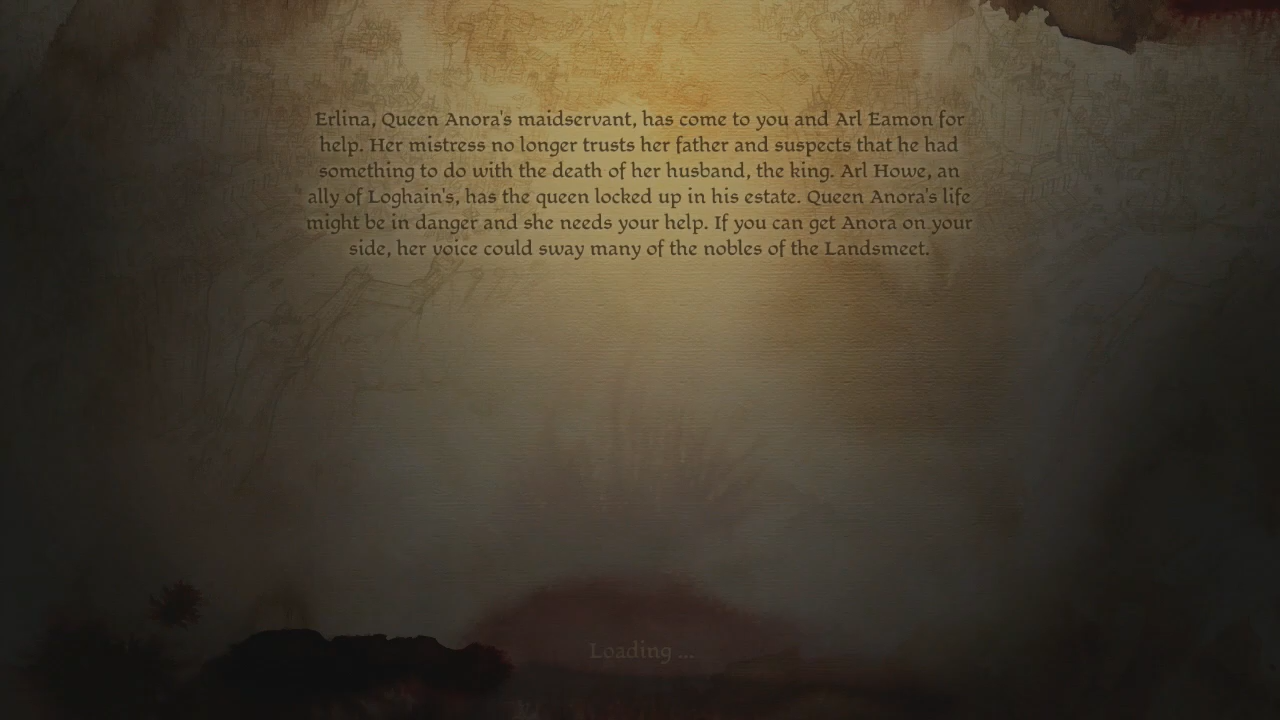 Erlina, Queen Anora's maidservant, has come to you and Arl Eamon for
help. Her mistress no longer trusts her father and suspects that he had
something to do with the death of her husband, the king. Arl Howe, an
ally of Loghain's, has the queen locked up in his estate. Queen Anora's life
might be in danger and she needs your help. If you can get Anora on your
side, her voice could sway many of the nobles of the Landsmeet.
Loading ...